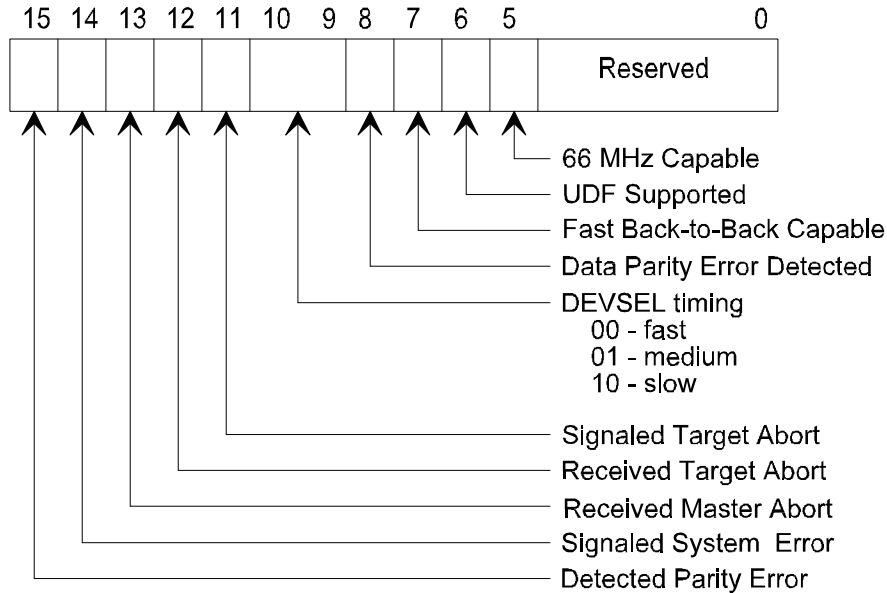 15 14 13 12 11 10 9 8 7 6 5 0
Reserved
66 MHz Capable
UDF Supported
Fast Back-to-Back Capable
Data Parity Error Detected
DEVSEL timing
00 - fast
01 - medium
10 - slow
Signaled Target Abort
Received Target Abort
Received Master Abort
Signaled System Error
Detected Parity Error